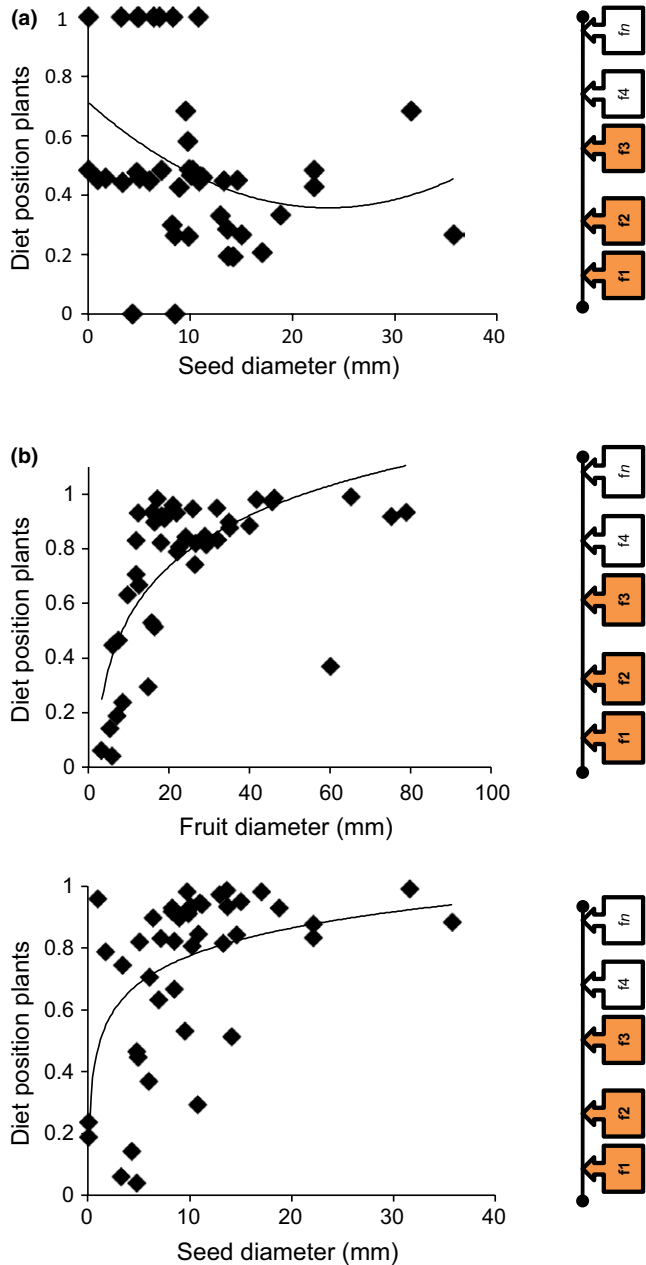 (a)
1
0.8
0.6
0.4
0.2
0
0 10 20 30 40
Diet position plants
Seed diameter (mm)
fn
f4
f3
f2
f1
(b)
1
0.8
0.6
0.4
0.2
0
0 20 40 60 80 100
Diet position plants
Fruit diameter (mm)
fn
f4
f3
f2
f1
1
0.8
0.6
0.4
0.2
0
0 10 20 30 40
Diet position plants
Seed diameter (mm)
fn
f4
f3
f2
f1